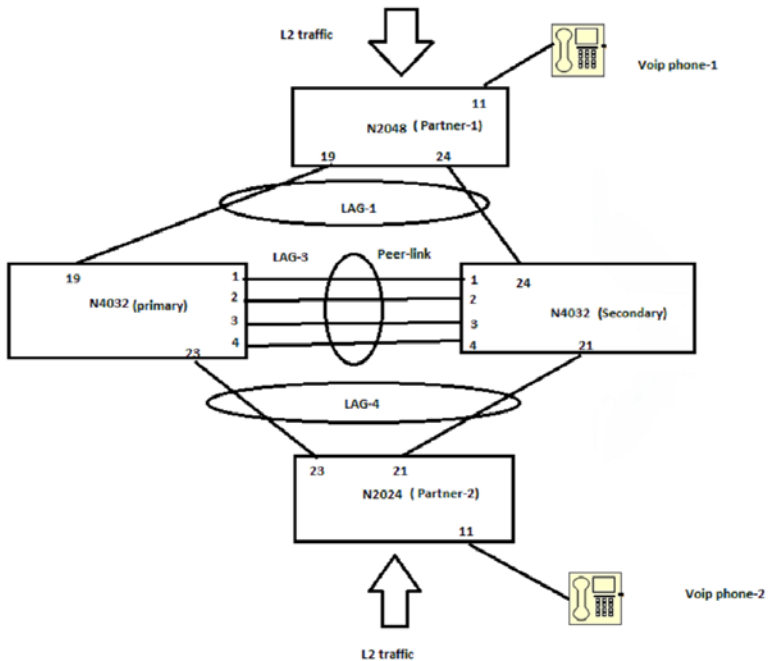 L2 traffic
Voip phone-1
11
N2048 ( Partner-1)
19 24
LAG-1
LAG-3 Peer-link
19
1 1
24
2 2
N4032 (primary)
N4032 (Secondary)
3 3
4 4
23
21
LAG-4
23 21
N2024 ( Partner-2)
11
Voip phone-2
L2 traffic